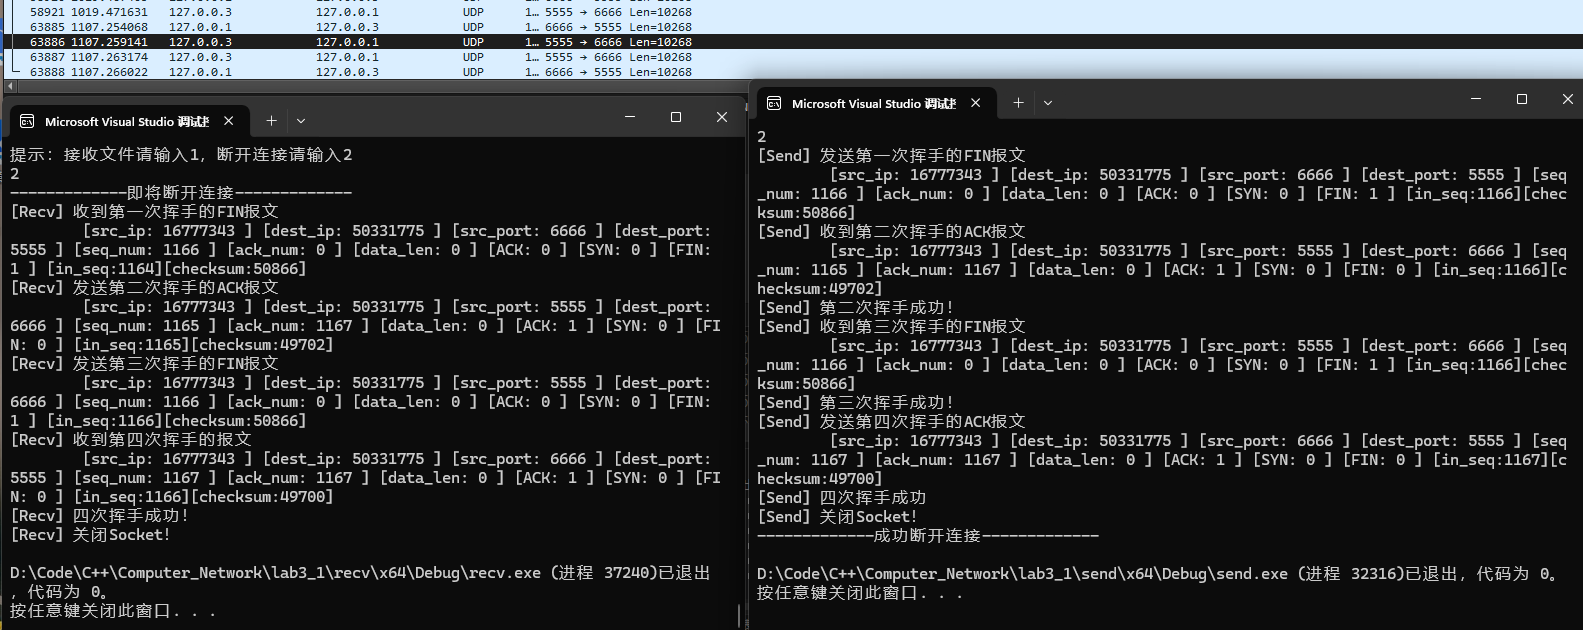 58921 1019.471631 127.0.0.3 127.0.0.1 UDP 1… 5555 → 6666 Len=10268
63885 1107.254068 127.0.0.1 127.0.0.3 UDP 1… 6666 → 5555 Len=10268
63886 1107.259141 127.0.0.3 127.0.0.1 UDP 1… 5555 → 6666 Len=10268
63887 1107.263174 127.0.0.3 127.0.0.1 UDP 1… 5555 → 6666 Len=10268
63888 1107.266022 127.0.0.1 127.0.0.3 UDP 1… 6666 → 5555 Len=10268
Microsoft Visual Studio 调试
提示：接收文件请输入1，断开连接请输入2
2
-------------即将断开连接-------------
[Recv] 收到第一次挥手的FIN报文
[src_ip: 16777343 ] [dest_ip: 50331775 ] [src_port: 6666 ] [dest_port:
5555 ] [seq_num: 1166 ] [ack_num: 0 ] [data_len: 0 ] [ACK: 0 ] [SYN: 0 ] [FIN:
1 ] [in_seq:1164][checksum:50866]
[Recv] 发送第二次挥手的ACK报文
[src_ip: 16777343 ] [dest_ip: 50331775 ] [src_port: 5555 ] [dest_port:
6666 ] [seq_num: 1165 ] [ack_num: 1167 ] [data_len: 0 ] [ACK: 1 ] [SYN: 0 ] [FI
N: 0 ] [in_seq:1165][checksum:49702]
[Recv] 发送第三次挥手的FIN报文
[src_ip: 16777343 ] [dest_ip: 50331775 ] [src_port: 5555 ] [dest_port:
6666 ] [seq_num: 1166 ] [ack_num: 0 ] [data_len: 0 ] [ACK: 0 ] [SYN: 0 ] [FIN:
1 ] [in_seq:1166][checksum:50866]
[Recv] 收到第四次挥手的报文
[src_ip: 16777343 ] [dest_ip: 50331775 ] [src_port: 6666 ] [dest_port:
5555 ] [seq_num: 1167 ] [ack_num: 1167 ] [data_len: 0 ] [ACK: 1 ] [SYN: 0 ] [FI
N: 0 ] [in_seq:1166][checksum:49700]
[Recv] 四次挥手成功！
[Recv] 关闭Socket！
D:\Code\C++\Computer_Network\lab3_1\recv\x64\Debug\recv.exe (进程 37240)已退出
，代码为 0。
按任意键关闭此窗口. . .
Microsoft Visual Studio 调试
2
[Send] 发送第一次挥手的FIN报文
[src_ip: 16777343 ] [dest_ip: 50331775 ] [src_port: 6666 ] [dest_port: 5555 ] [seq
_num: 1166 ] [ack_num: 0 ] [data_len: 0 ] [ACK: 0 ] [SYN: 0 ] [FIN: 1 ] [in_seq:1166][chec
ksum:50866]
[Send] 收到第二次挥手的ACK报文
[src_ip: 16777343 ] [dest_ip: 50331775 ] [src_port: 5555 ] [dest_port: 6666 ] [seq
_num: 1165 ] [ack_num: 1167 ] [data_len: 0 ] [ACK: 1 ] [SYN: 0 ] [FIN: 0 ] [in_seq:1166][c
hecksum:49702]
[Send] 第二次挥手成功！
[Send] 收到第三次挥手的FIN报文
[src_ip: 16777343 ] [dest_ip: 50331775 ] [src_port: 5555 ] [dest_port: 6666 ] [seq
_num: 1166 ] [ack_num: 0 ] [data_len: 0 ] [ACK: 0 ] [SYN: 0 ] [FIN: 1 ] [in_seq:1166][chec
ksum:50866]
[Send] 第三次挥手成功！
[Send] 发送第四次挥手的ACK报文
[src_ip: 16777343 ] [dest_ip: 50331775 ] [src_port: 6666 ] [dest_port: 5555 ] [seq
_num: 1167 ] [ack_num: 1167 ] [data_len: 0 ] [ACK: 1 ] [SYN: 0 ] [FIN: 0 ] [in_seq:1167][c
hecksum:49700]
[Send] 四次挥手成功
[Send] 关闭Socket！
-------------成功断开连接-------------
D:\Code\C++\Computer_Network\lab3_1\send\x64\Debug\send.exe (进程 32316)已退出，代码为 0。
按任意键关闭此窗口. . .